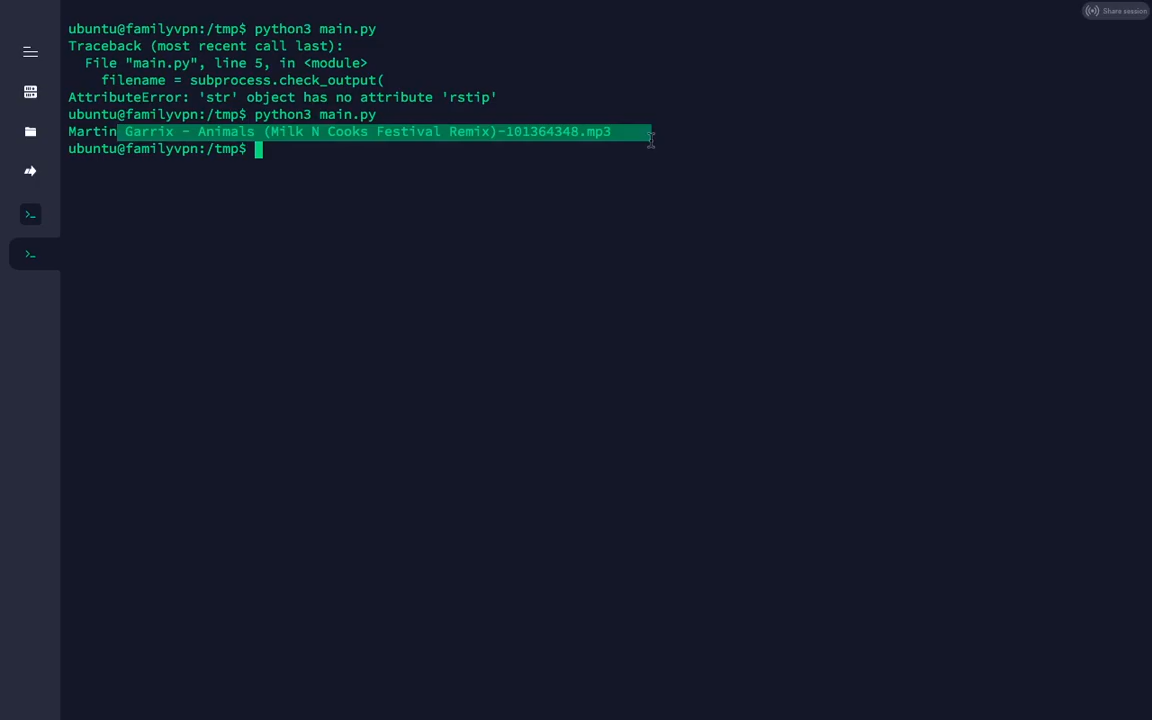 Share session
ubuntu@familyvpn:/tmp$ python3 main.py
Traceback (most recent call last):
  File "main.py", line 5, in <module>
    filename = subprocess.check_output(
AttributeError: 'str' object has no attribute 'rstip'
ubuntu@familyvpn:/tmp$ python3 main.py
Martin Garrix - Animals (Milk N Cooks Festival Remix)-101364348.mp3
ubuntu@familyvpn:/tmp$